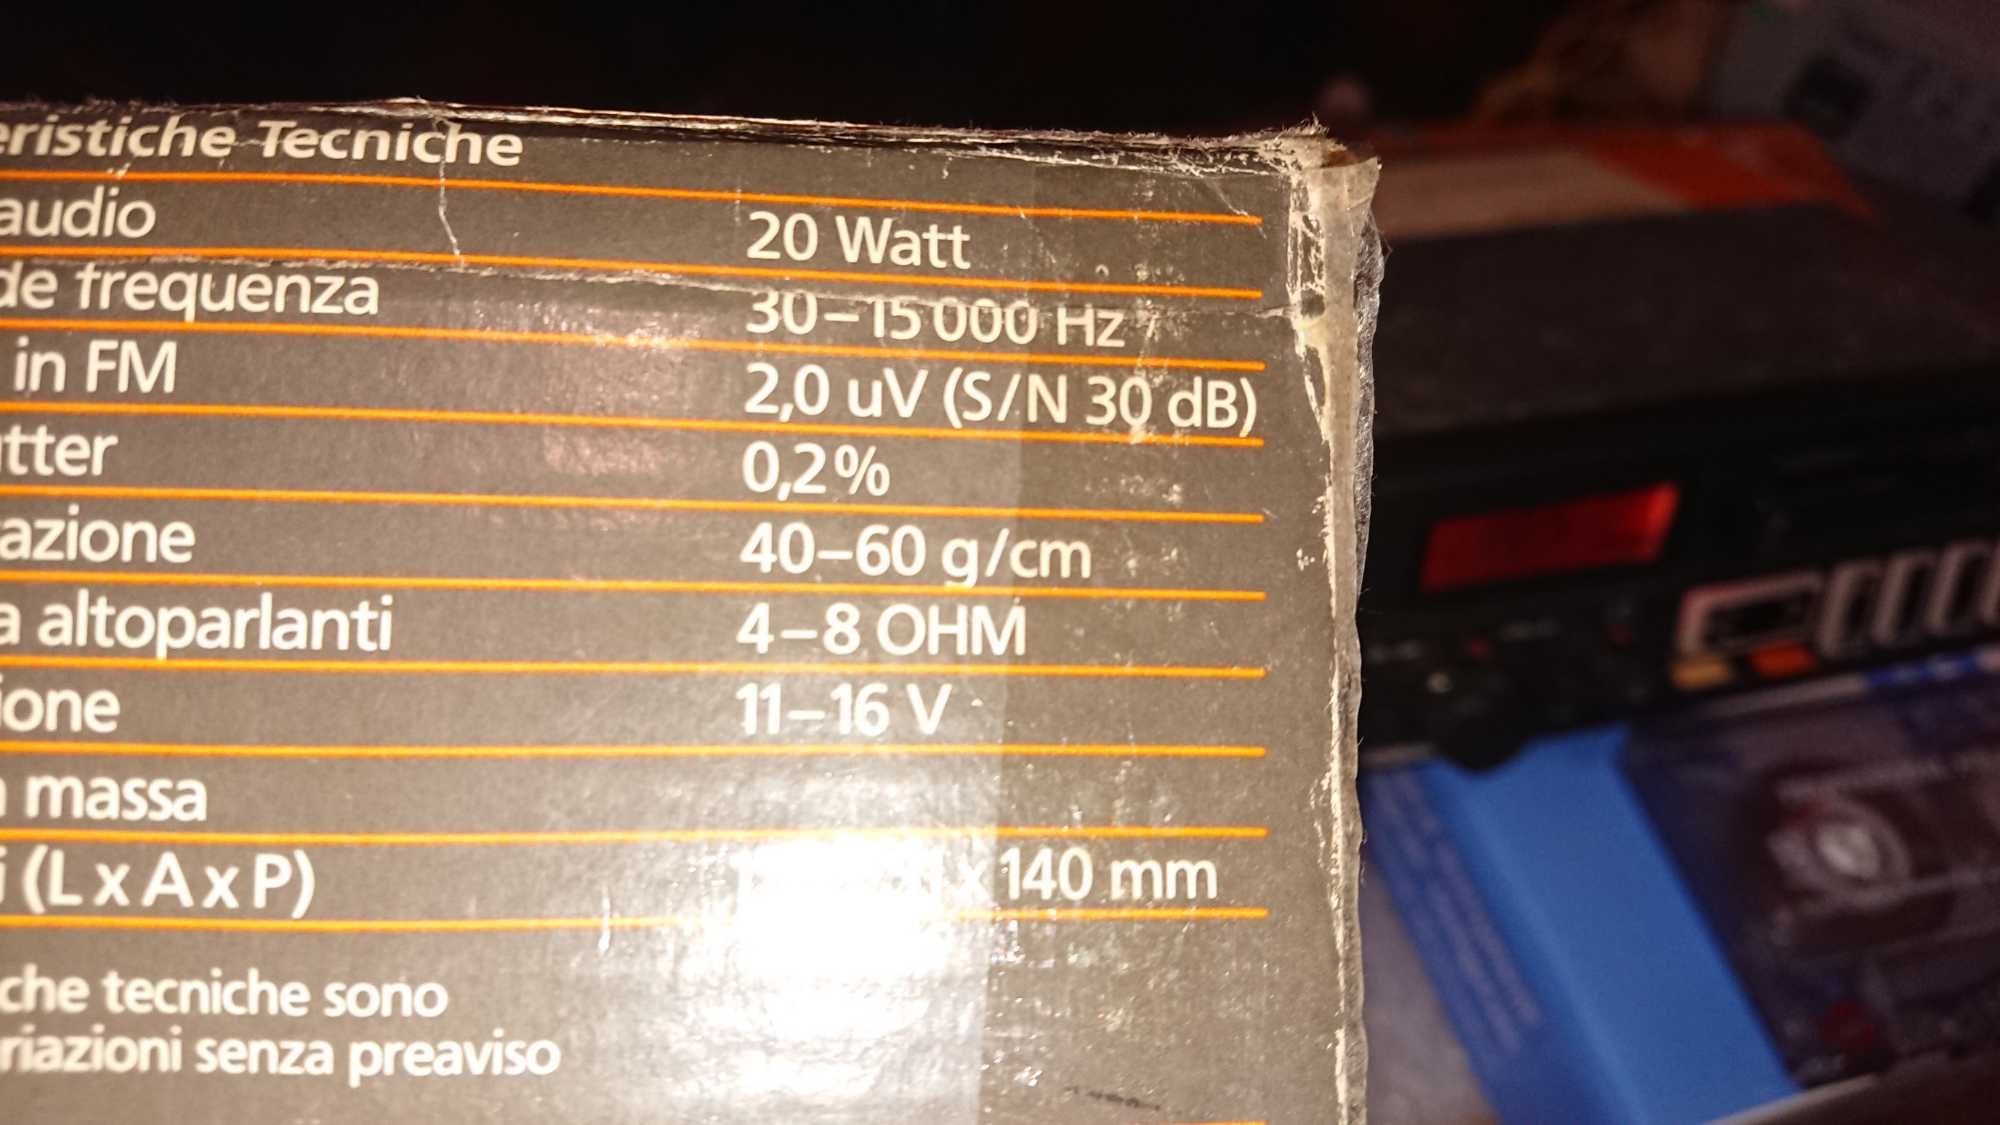 eristiche Tecniche
audio 20 Watt
de frequenza 30–15 000 Hz
in FM 2,0 uV (S/N 30 dB)
tter 0,2%
azione 40–60 g/cm
a altoparlanti 4–8 OHM
ione 11–16 V
massa
i (L x A x P) x 140 mm
che tecniche sono
riazioni senza preaviso